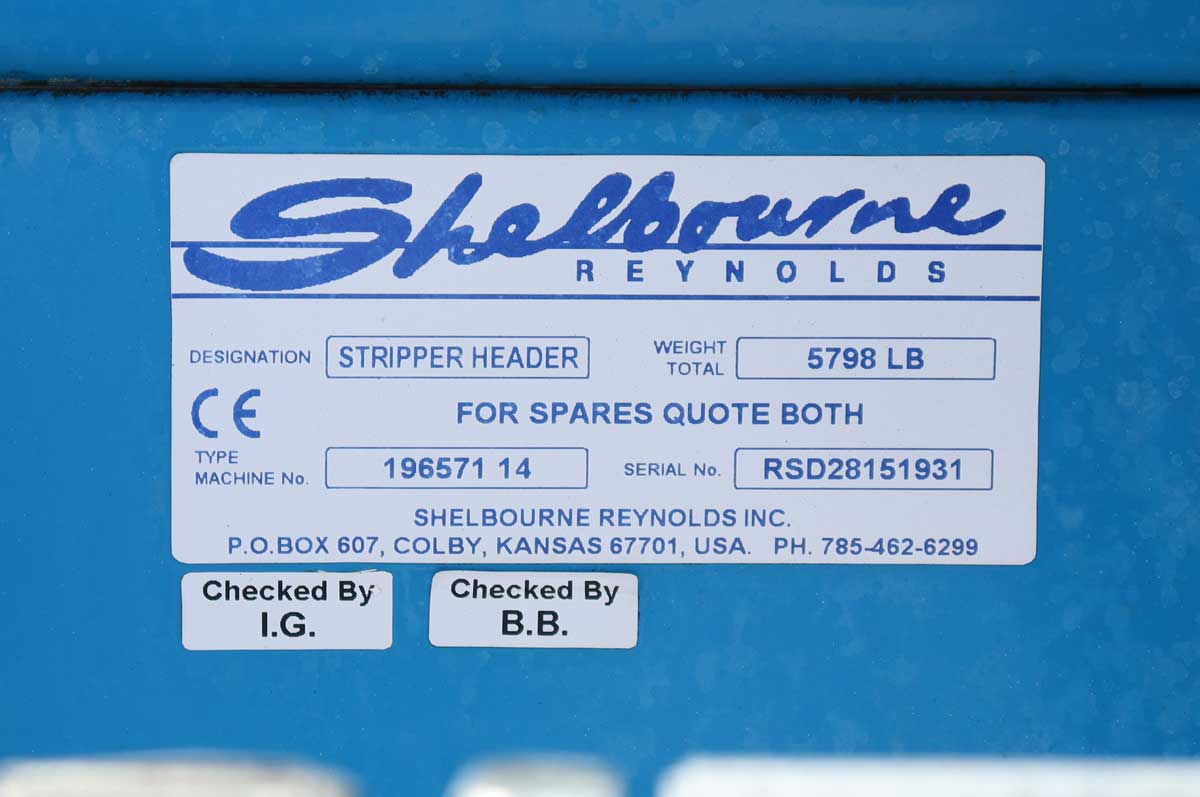 Shelbourne
REYNOLDS
DESIGNATION STRIPPER HEADER WEIGHT TOTAL 5798 LB
CE FOR SPARES QUOTE BOTH
TYPE MACHINE No. 196571 14 SERIAL No. RSD28151931
SHELBOURNE REYNOLDS INC.
P.O.BOX 607, COLBY, KANSAS 67701, USA. PH. 785-462-6299
Checked By Checked By
I.G. B.B.